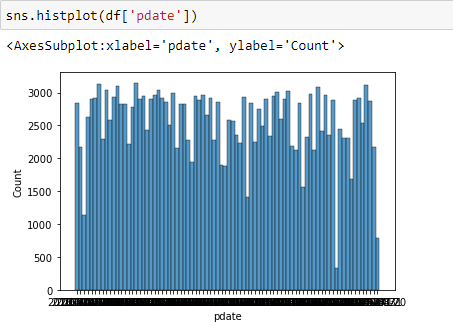 sns.histplot(df['pdate'])
<AxesSubplot:xlabel='pdate', ylabel='Count'>
3000
2500
2000
1500
1000
500
0
Count
pdate